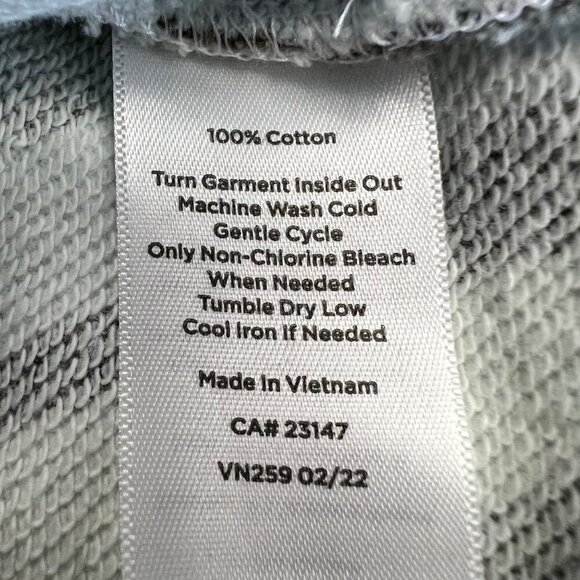 100% Cotton
Turn Garment Inside Out
Machine Wash Cold
Gentle Cycle
Only Non-Chlorine Bleach
When Needed
Tumble Dry Low
Cool Iron If Needed
Made In Vietnam
CA# 23147
VN259 02/22